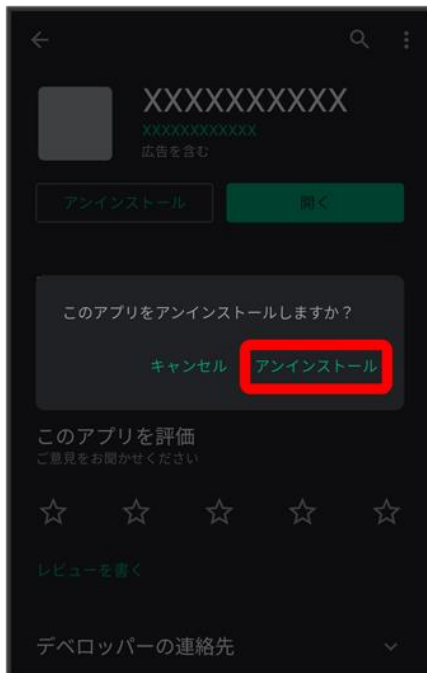 XXXXXXXXXX
XXXXXXXXXXXX
広告を含む
アンインストール
開く
このアプリをアンインストールしますか？
キャンセル
アンインストール
このアプリを評価
ご意見をお聞かせください
レビューを書く
デベロッパーの連絡先